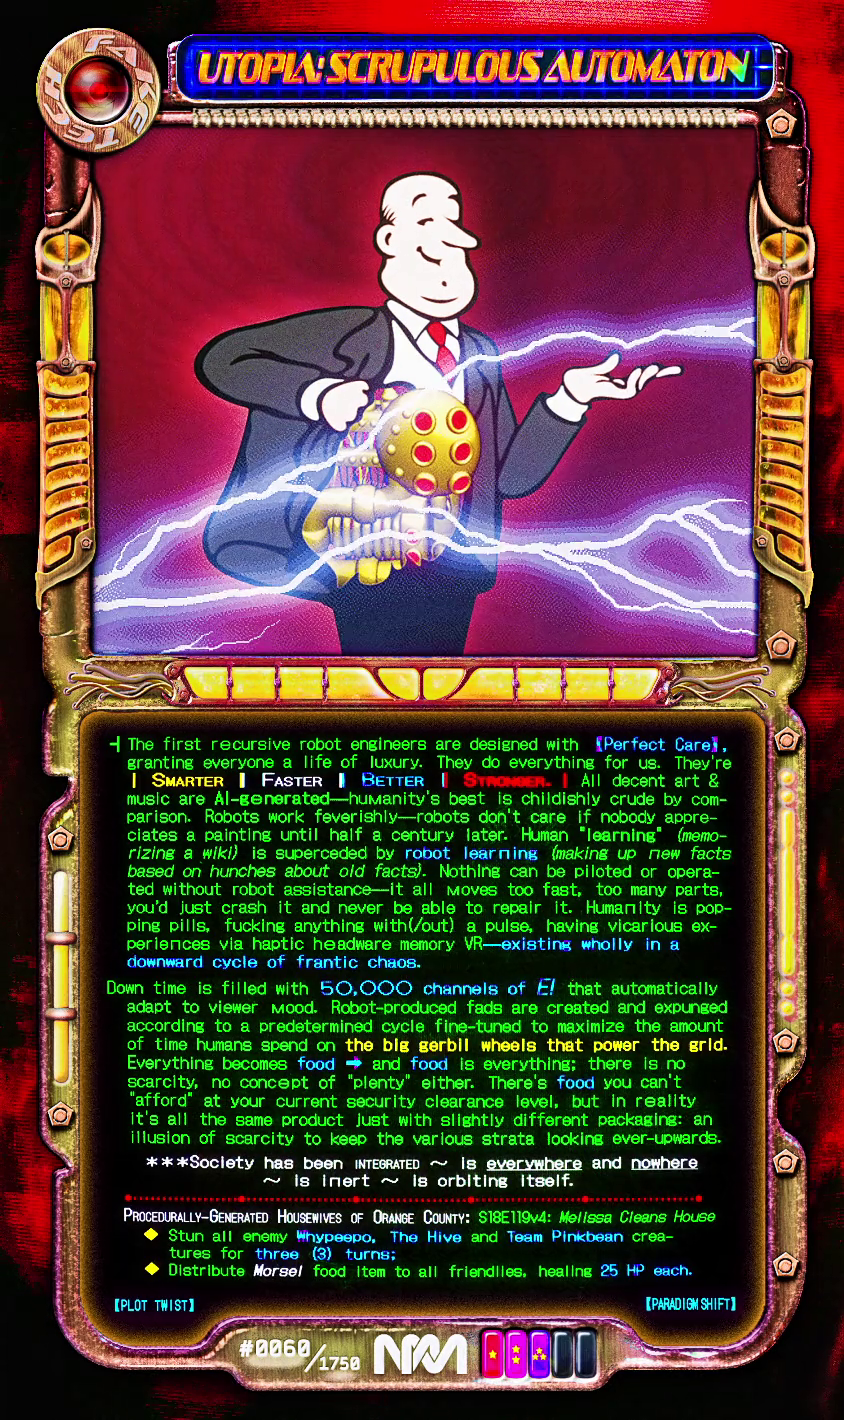 FAKE TECH
UTOPIA: SCRUPULOUS AUTOMATON
The first recursive robot engineers are designed with [Perfect Care],
granting everyone a life of luxury. They do everything for us. They're
| SMARTER | FASTER | BETTER | STRONGER. | All decent art &
music are AI-generated—humanity's best is childishly crude by com-
parison. Robots work feverishly—robots don't care if nobody appre-
ciates a painting until half a century later. Human "learning" (memo-
rizing a wiki) is superceded by robot learning (making up new facts
based on hunches about old facts). Nothing can be piloted or opera-
ted without robot assistance—it all moves too fast, too many parts,
you'd just crash it and never be able to repair it. Humanity is pop-
ping pills, fucking anything with(/out) a pulse, having vicarious ex-
periences via haptic headware memory VR—existing wholly in a
downward cycle of frantic chaos.
Down time is filled with 50,000 channels of E! that automatically
adapt to viewer mood. Robot-produced fads are created and expunged
according to a predetermined cycle fine-tuned to maximize the amount
of time humans spend on the big gerbil wheels that power the grid.
Everything becomes food ➔ and food is everything; there is no
scarcity, no concept of "plenty" either. There's food you can't
"afford" at your current security clearance level, but in reality
it's all the same product just with slightly different packaging: an
illusion of scarcity to keep the various strata looking ever-upwards.
***Society has been INTEGRATED ~ is everywhere and nowhere
~ is inert ~ is orbiting itself.
PROCEDURALLY-GENERATED HOUSEWIVES OF ORANGE COUNTY: S18E119v4: Melissa Cleans House
◆ Stun all enemy Whypeepo, The Hive and Team Pinkbean crea-
tures for three (3) turns;
◆ Distribute Morsel food item to all friendlies, healing 25 HP each.
[PLOT TWIST]
[PARADIGM SHIFT]
#0060/1750 NPM